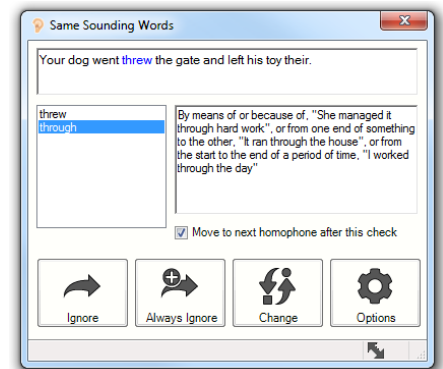 Same Sounding Words
Your dog went threw the gate and left his toy their.
threw
through
By means of or because of, "She managed it
through hard work", or from one end of something
to the other, "It ran through the house", or from
the start to the end of a period of time, "I worked
through the day"
Move to next homophone after this check
Ignore
Always Ignore
Change
Options